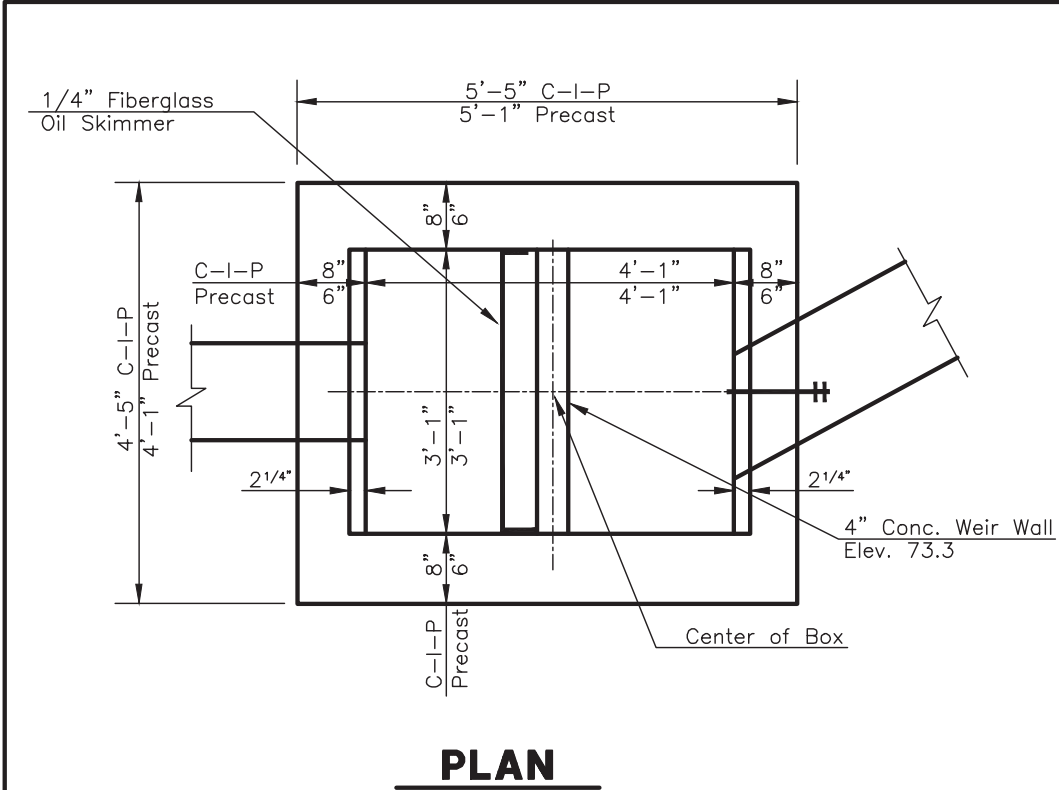 5'-5" C-I-P
5'-1" Precast
1/4" Fiberglass
Oil Skimmer
8"
6"
C-I-P
Precast
8"
6"
4'-1"
4'-1"
8"
6"
4'-5" C-I-P
4'-1" Precast
3'-1"
3'-1"
2 1/4"
2 1/4"
4" Conc. Weir Wall
Elev. 73.3
8"
6"
C-I-P
Precast
Center of Box
PLAN